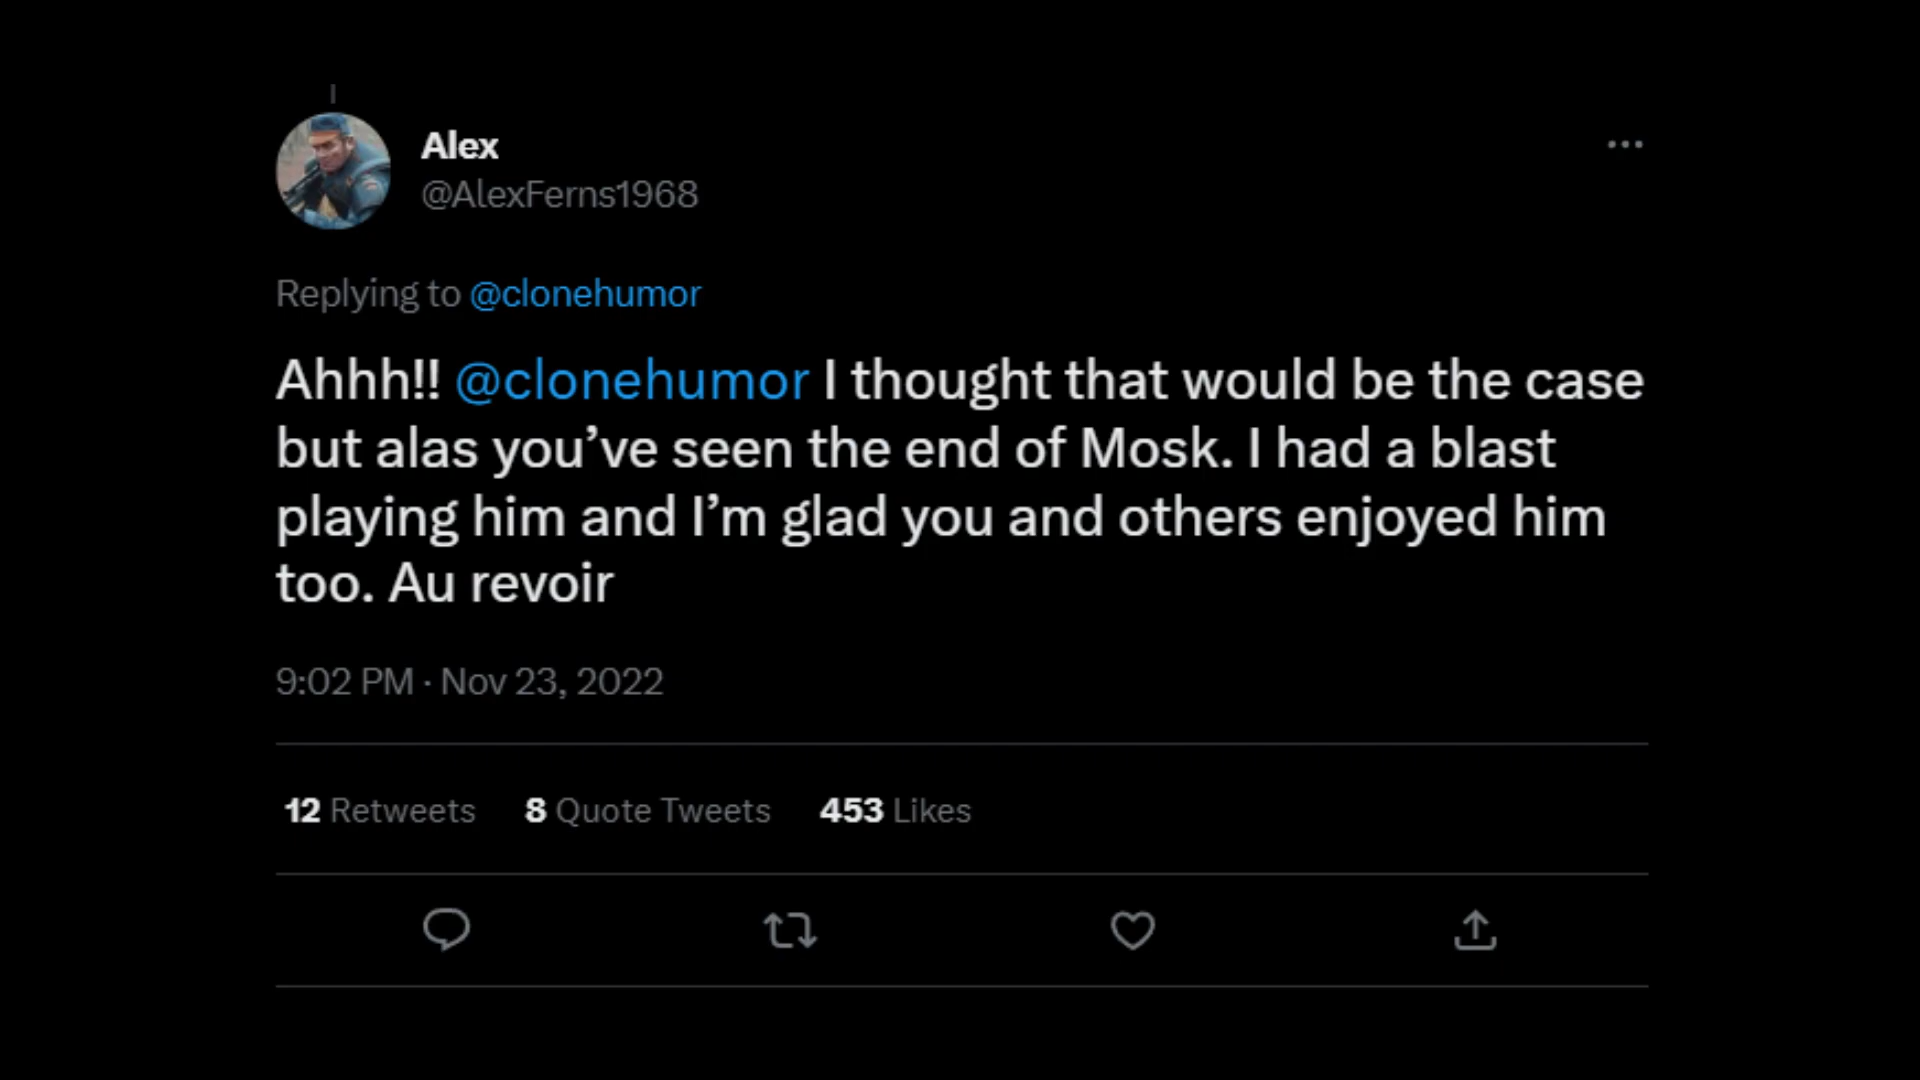 Alex
@AlexFerns1968
Replying to @clonehumor
Ahhh!! @clonehumor I thought that would be the case
but alas you’ve seen the end of Mosk. I had a blast
playing him and I’m glad you and others enjoyed him
too. Au revoir
9:02 PM · Nov 23, 2022
12 Retweets 8 Quote Tweets 453 Likes